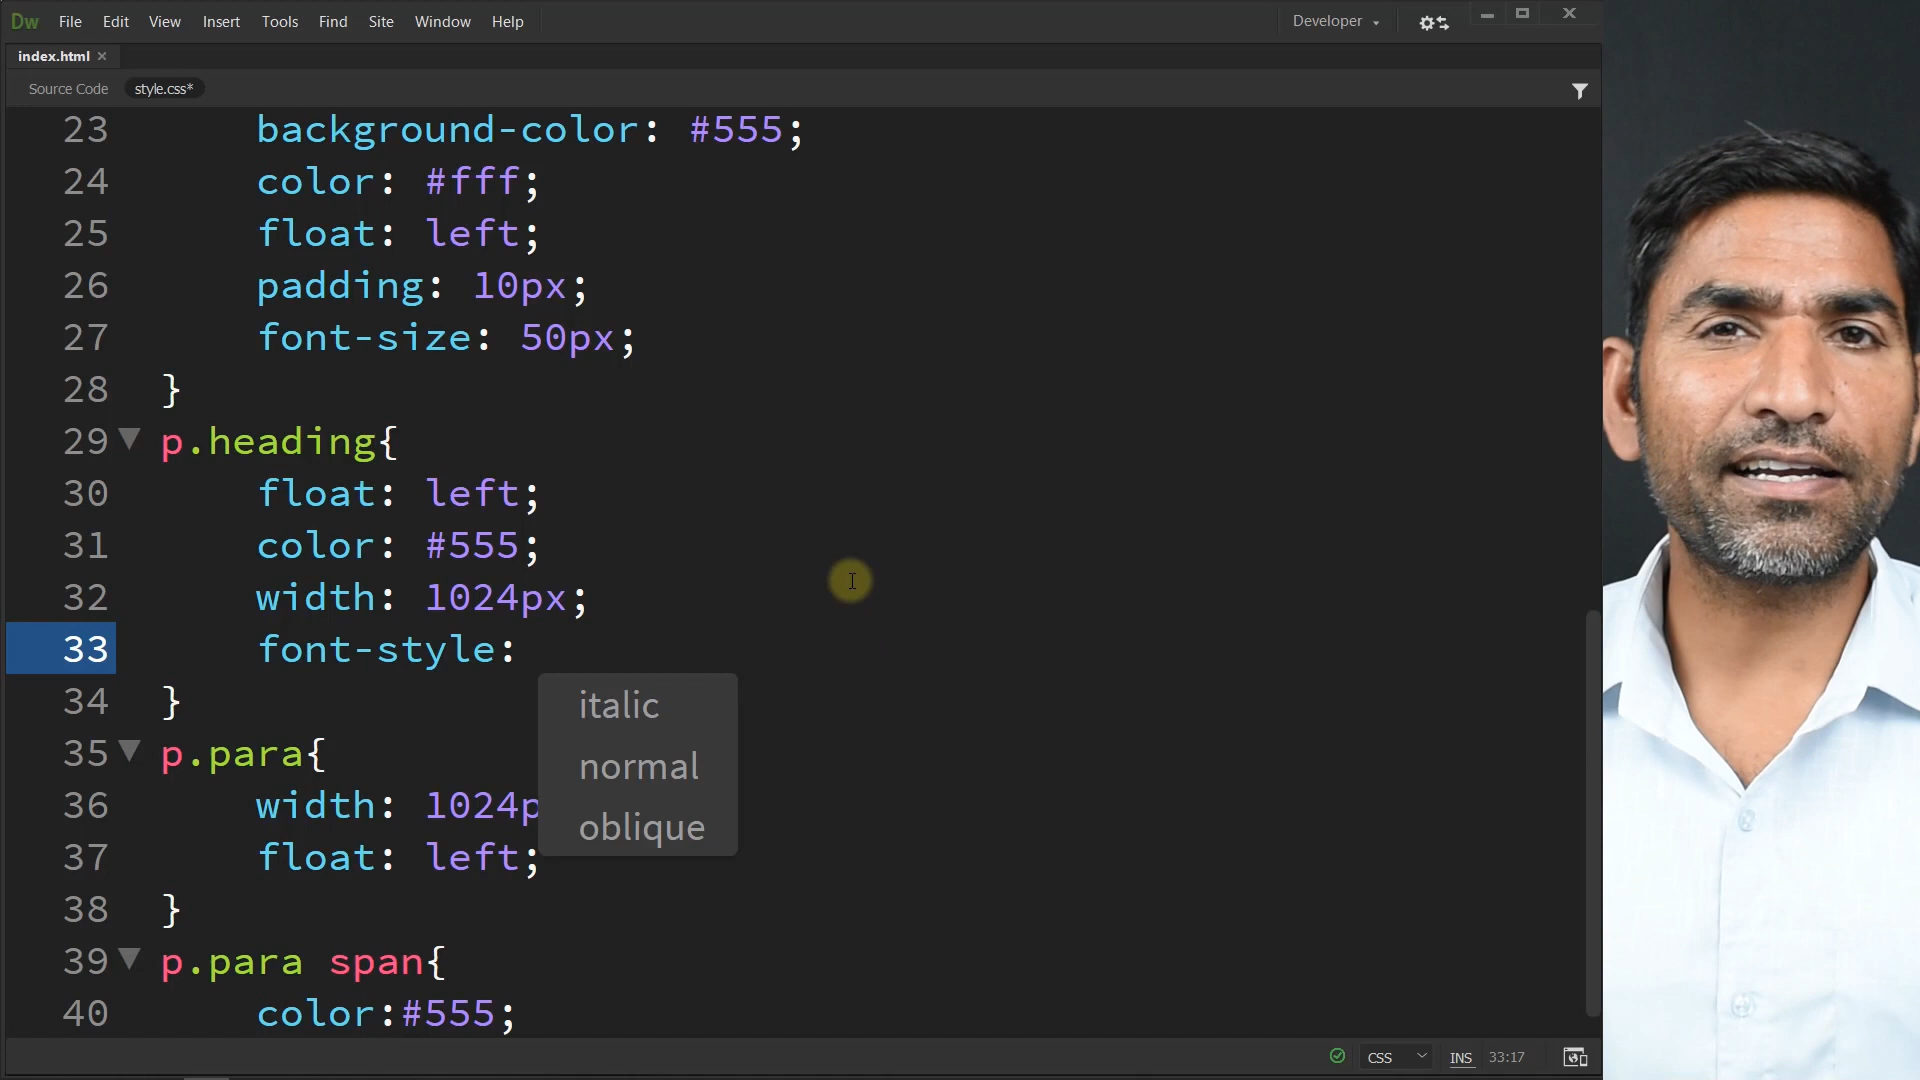 Dw File Edit View Insert Tools Find Site Window Help Developer
index.html
Source Code style.css*
23 background-color: #555;
24 color: #fff;
25 float: left;
26 padding: 10px;
27 font-size: 50px;
28 }
29 p.heading{
30 float: left;
31 color: #555;
32 width: 1024px;
33 font-style:
34 }
italic
35 p.para{
normal
36 width: 1024p
oblique
37 float: left;
38 }
39 p.para span{
40 color:#555;
CSS INS 33:17